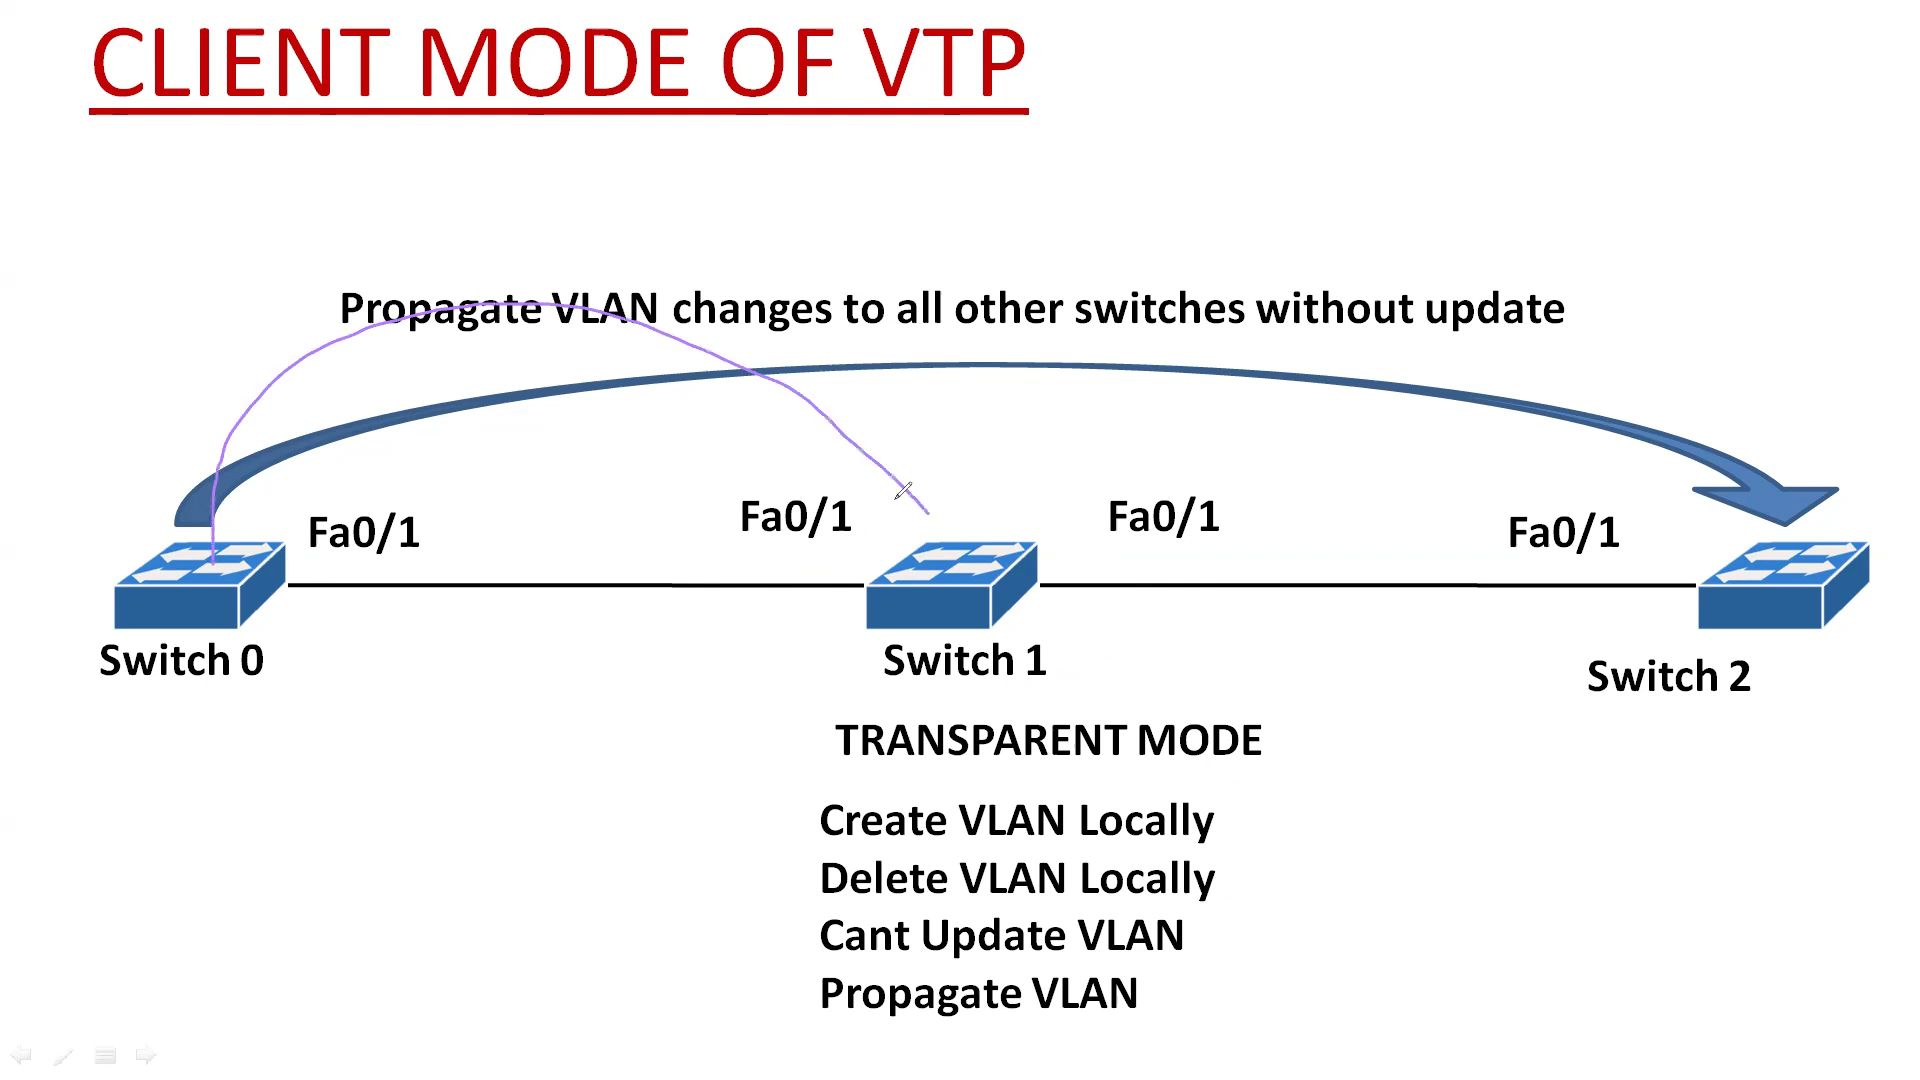 CLIENT MODE OF VTP
Propagate VLAN changes to all other switches without update
Fa0/1
Fa0/1
Fa0/1
Fa0/1
Switch 0
Switch 1
Switch 2
TRANSPARENT MODE
Create VLAN Locally
Delete VLAN Locally
Cant Update VLAN
Propagate VLAN